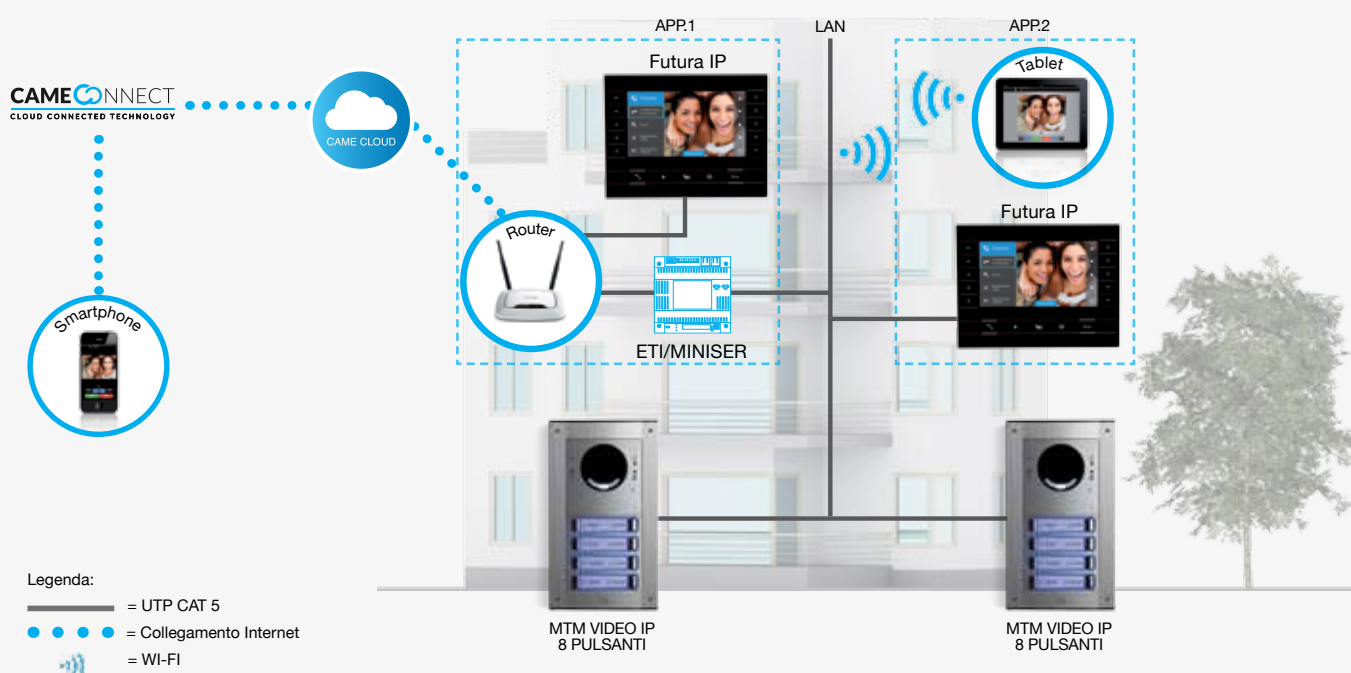 APP.1
LAN
APP.2
Futura IP
Tablet
CAMECONNECT
CLOUD CONNECTED TECHNOLOGY
CAME CLOUD
Router
Futura IP
Smartphone
ETI/MINISER
Legenda:
= UTP CAT 5
= Collegamento Internet
= WI-FI
MTM VIDEO IP
8 PULSANTI
MTM VIDEO IP
8 PULSANTI